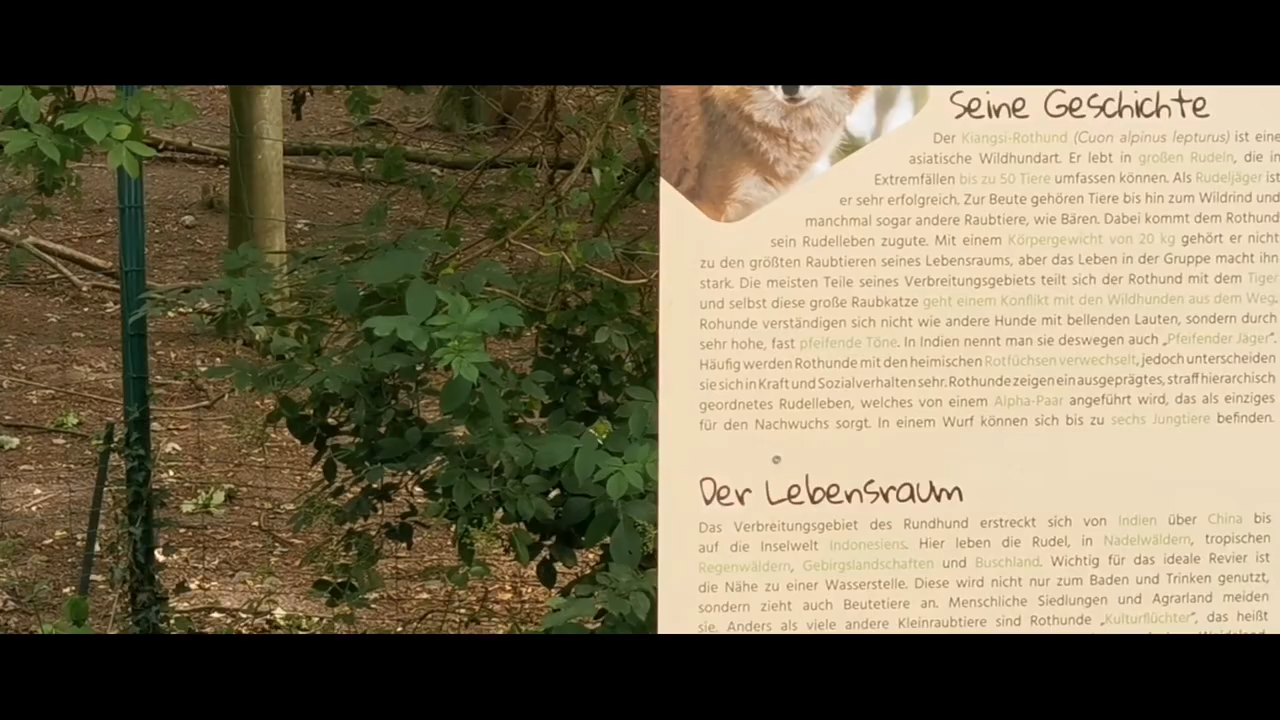 Seine Geschichte
Der Kiangsi-Rothund (Cuon alpinus lepturus) ist eine
asiatische Wildhundart. Er lebt in großen Rudeln, die in
Extremfällen bis zu 50 Tiere umfassen können. Als Rudeljäger ist
er sehr erfolgreich. Zur Beute gehören Tiere bis hin zum Wildrind und
manchmal sogar andere Raubtiere, wie Bären. Dabei kommt dem Rothund
sein Rudelleben zugute. Mit einem Körpergewicht von 20 kg gehört er nicht
zu den größten Raubtieren seines Lebensraums, aber das Leben in der Gruppe macht ihn
stark. Die meisten Teile seines Verbreitungsgebiets teilt sich der Rothund mit dem Tiger
und selbst diese große Raubkatze geht einem Konflikt mit den Wildhunden aus dem Weg.
Rohunde verständigen sich nicht wie andere Hunde mit bellenden Lauten, sondern durch
sehr hohe, fast pfeifende Töne. In Indien nennt man sie deswegen auch „Pfeifender Jäger“.
Häufig werden Rothunde mit den heimischen Rotfüchsen verwechselt, jedoch unterscheiden
sie sich in Kraft und Sozialverhalten sehr. Rothunde zeigen ein ausgeprägtes, straff hierarchisch
geordnetes Rudelleben, welches von einem Alpha-Paar angeführt wird, das als einziges
für den Nachwuchs sorgt. In einem Wurf können sich bis zu sechs Jungtiere befinden.
Der Lebensraum
Das Verbreitungsgebiet des Rundhund erstreckt sich von Indien über China bis
auf die Inselwelt Indonesiens. Hier leben die Rudel, in Nadelwäldern, tropischen
Regenwäldern, Gebirgslandschaften und Buschland. Wichtig für das ideale Revier ist
die Nähe zu einer Wasserstelle. Diese wird nicht nur zum Baden und Trinken genutzt,
sondern zieht auch Beutetiere an. Menschliche Siedlungen und Agrarland meiden
sie. Anders als viele andere Kleinraubtiere sind Rothunde „Kulturflüchter“, das heißt